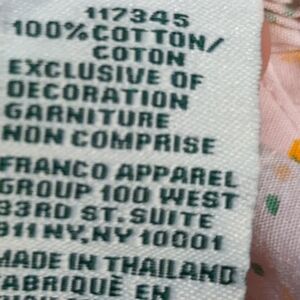 117345
100% COTTON/
COTON
EXCLUSIVE OF
DECORATION
GARNITURE
NON COMPRISE
FRANCO APPAREL
GROUP 100 WEST
33RD ST. SUITE
911 NY, NY 10001
MADE IN THAILAND
FABRIQUÉ EN